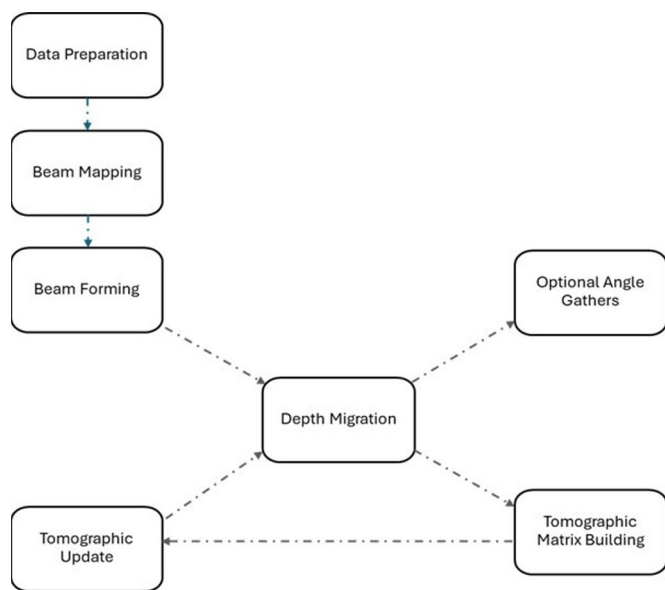 Data Preparation
Beam Mapping
Beam Forming
Optional Angle
Gathers
Depth Migration
Tomographic
Update
Tomographic
Matrix Building